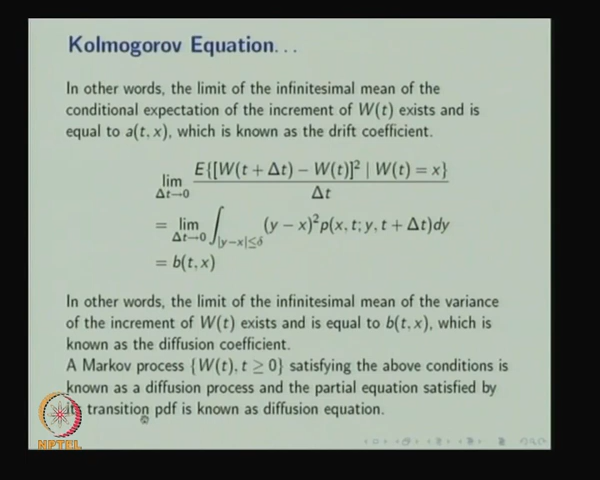 Kolmogorov Equation...
In other words, the limit of the infinitesimal mean of the
conditional expectation of the increment of W(t) exists and is
equal to a(t, x), which is known as the drift coefficient.
lim_{Δt→0} E{[W(t + Δt) − W(t)]² | W(t) = x} / Δt
= lim_{Δt→0} ∫_{|y−x|≤δ} (y − x)²p(x, t; y, t + Δt)dy
= b(t, x)
In other words, the limit of the infinitesimal mean of the variance
of the increment of W(t) exists and is equal to b(t, x), which is
known as the diffusion coefficient.
A Markov process {W(t), t ≥ 0} satisfying the above conditions is
known as a diffusion process and the partial equation satisfied by
its transition pdf is known as diffusion equation.
NPTEL